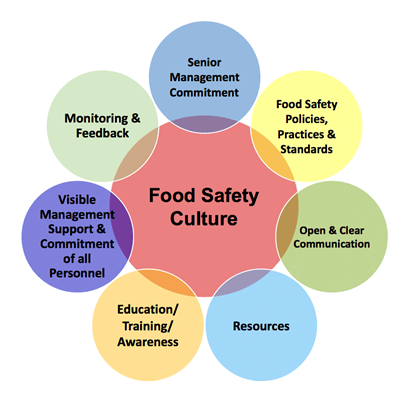 Senior
Management
Commitment
Food Safety
Policies,
Practices &
Standards
Open & Clear
Communication
Resources
Education/
Training/
Awareness
Visible
Management
Support &
Commitment
of all
Personnel
Monitoring &
Feedback
Food Safety
Culture